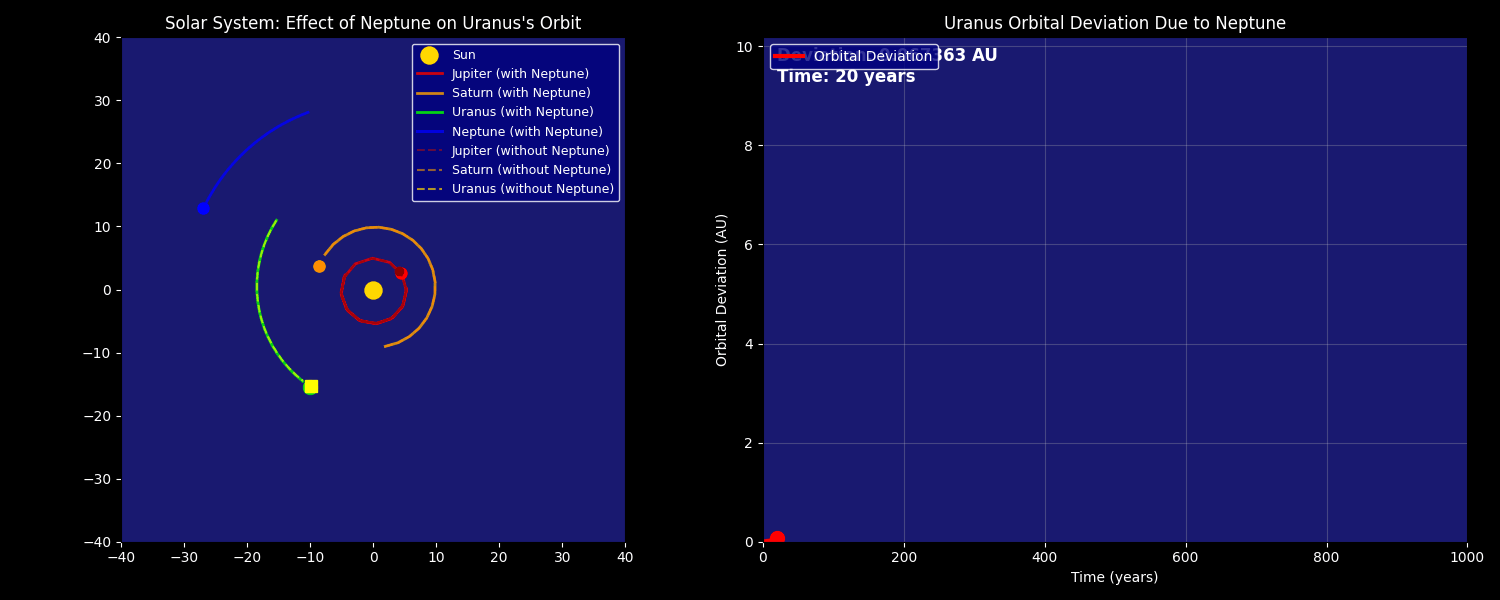 Solar System: Effect of Neptune on Uranus's Orbit
40
30
20
10
0
−10
−20
−30
−40
−40 −30 −20 −10 0 10 20 30 40
Sun
Jupiter (with Neptune)
Saturn (with Neptune)
Uranus (with Neptune)
Neptune (with Neptune)
Jupiter (without Neptune)
Saturn (without Neptune)
Uranus (without Neptune)
Uranus Orbital Deviation Due to Neptune
Orbital Deviation (AU)
10
8
6
4
2
0
0 200 400 600 800 1000
Time (years)
Orbital Deviation
AU
Time: 20 years